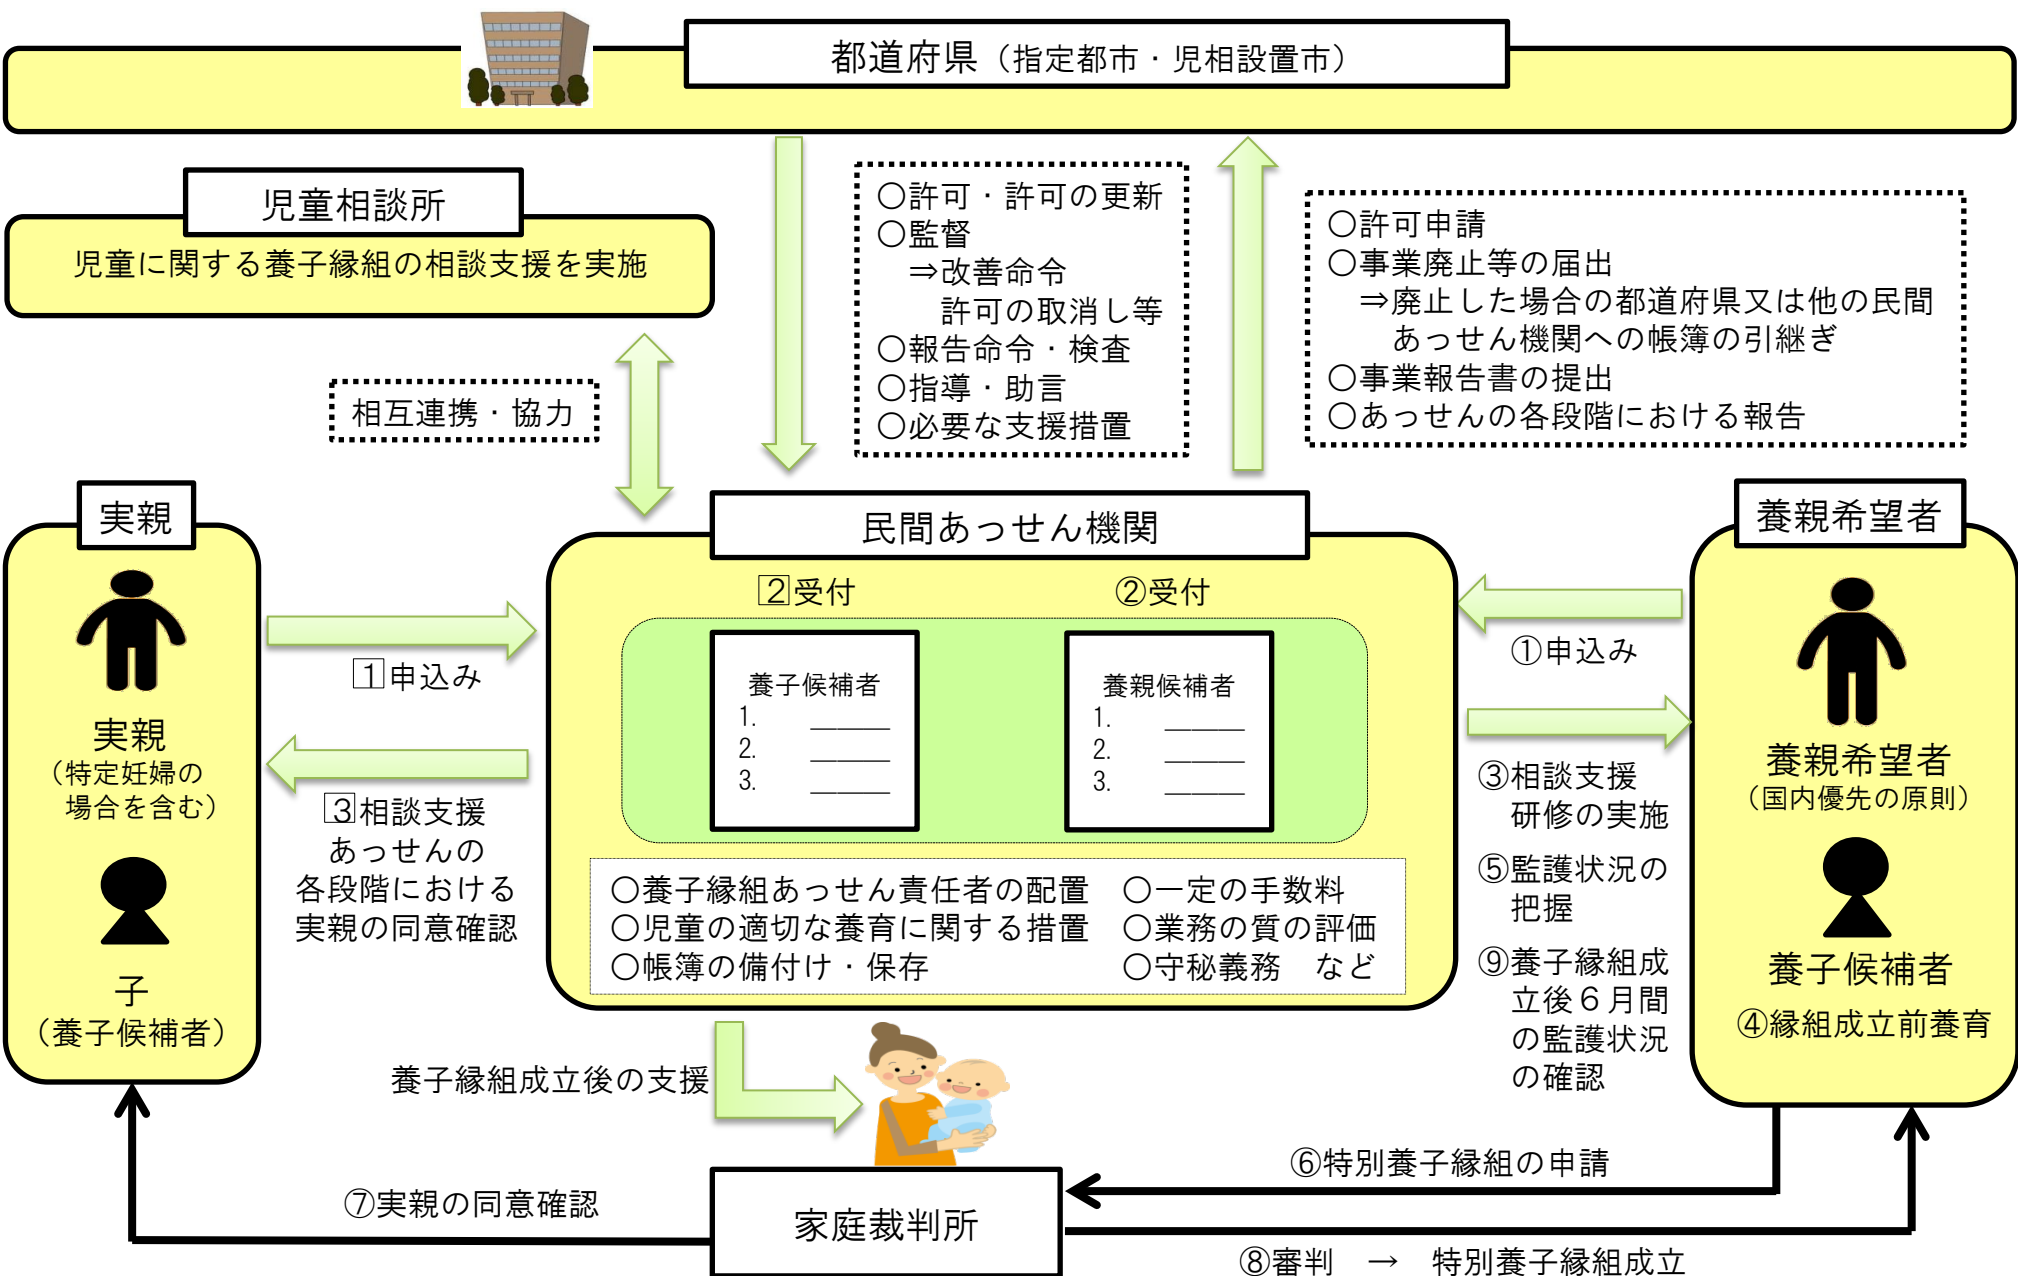 都道府県（指定都市・児相設置市）
児童相談所
児童に関する養子縁組の相談支援を実施
相互連携・協力
○許可・許可の更新
○監督
⇒改善命令
許可の取消し等
○報告命令・検査
○指導・助言
○必要な支援措置
○許可申請
○事業廃止等の届出
⇒廃止した場合の都道府県又は他の民間
あっせん機関への帳簿の引継ぎ
○事業報告書の提出
○あっせんの各段階における報告
実親
実親
（特定妊婦の
場合を含む）
子
（養子候補者）
1申込み
3相談支援
あっせんの
各段階における
実親の同意確認
民間あっせん機関
2受付
②受付
養子候補者
1. ______
2. ______
3. ______
養親候補者
1. ______
2. ______
3. ______
○養子縁組あっせん責任者の配置　○一定の手数料
○児童の適切な養育に関する措置　○業務の質の評価
○帳簿の備付け・保存　○守秘義務　など
①申込み
③相談支援
研修の実施
⑤監護状況の
把握
⑨養子縁組成
立後６月間
の監護状況
の確認
養親希望者
養親希望者
（国内優先の原則）
養子候補者
④縁組成立前養育
養子縁組成立後の支援
⑥特別養子縁組の申請
⑦実親の同意確認
家庭裁判所
⑧審判　→　特別養子縁組成立